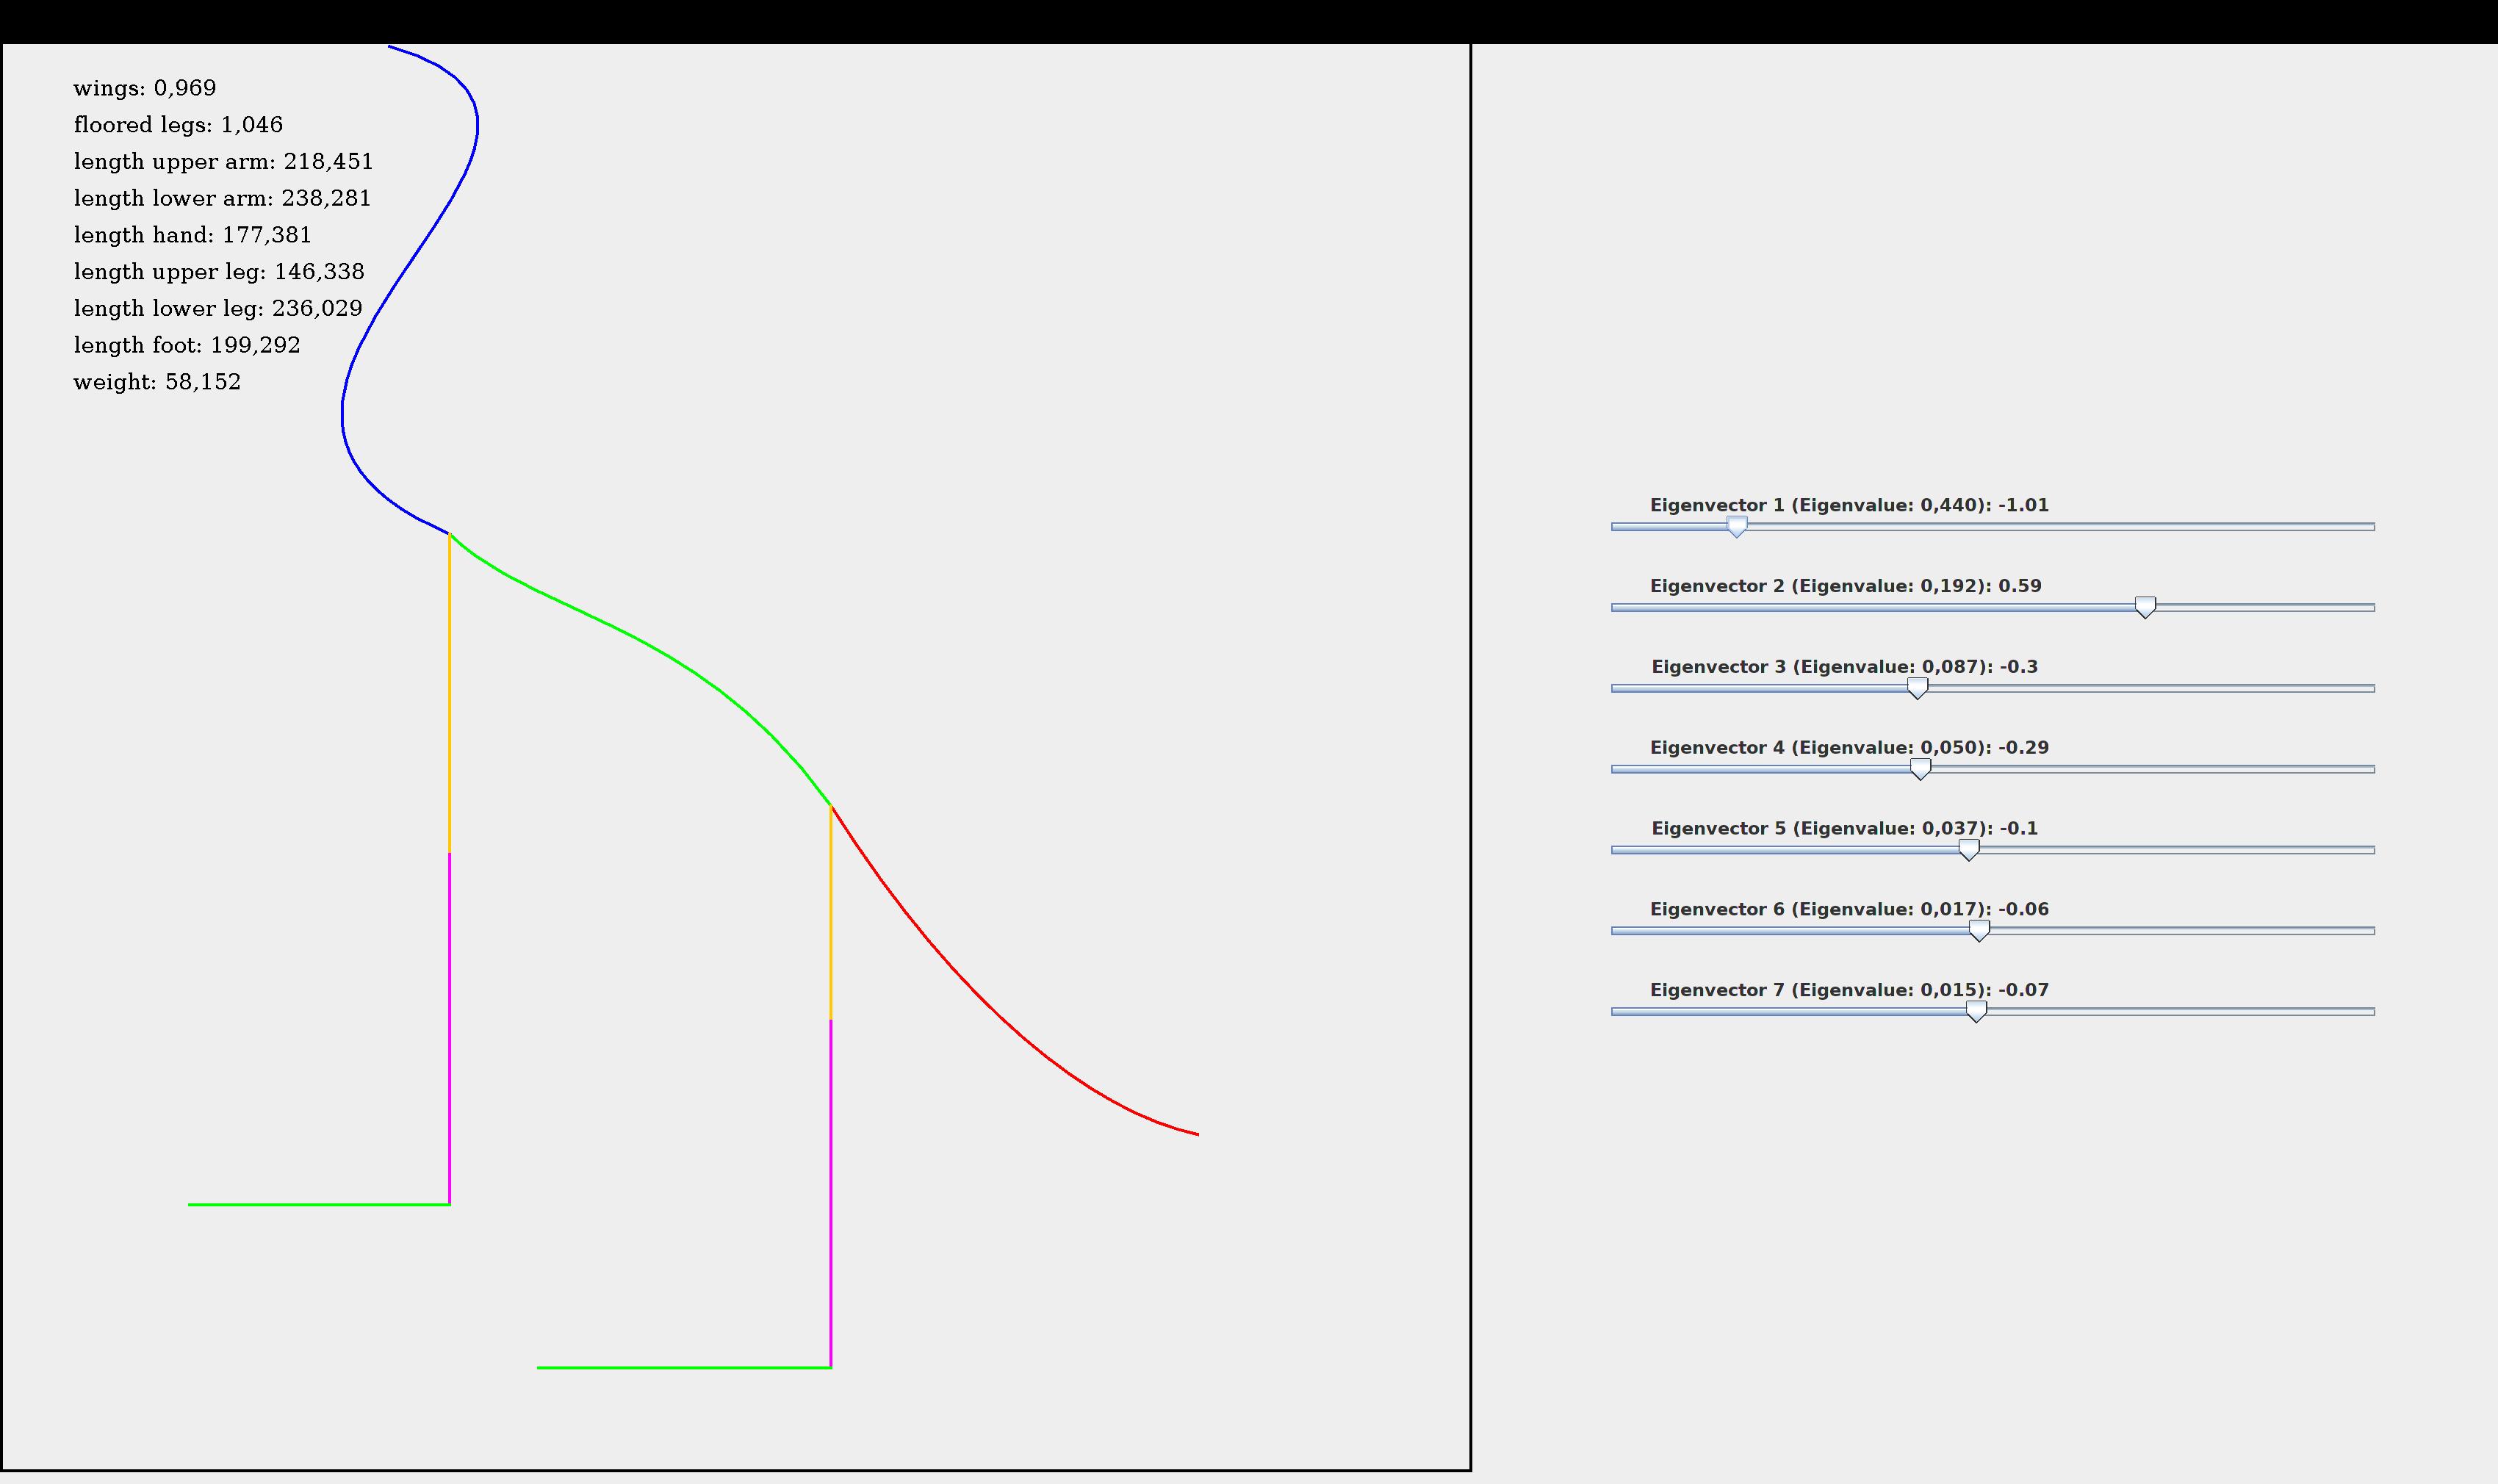 wings: 0,969
floored legs: 1,046
length upper arm: 218,451
length lower arm: 238,281
length hand: 177,381
length upper leg: 146,338
length lower leg: 236,029
length foot: 199,292
weight: 58,152
Eigenvector 1 (Eigenvalue: 0,440): -1.01
Eigenvector 2 (Eigenvalue: 0,192): 0.59
Eigenvector 3 (Eigenvalue: 0,087): -0.3
Eigenvector 4 (Eigenvalue: 0,050): -0.29
Eigenvector 5 (Eigenvalue: 0,037): -0.1
Eigenvector 6 (Eigenvalue: 0,017): -0.06
Eigenvector 7 (Eigenvalue: 0,015): -0.07